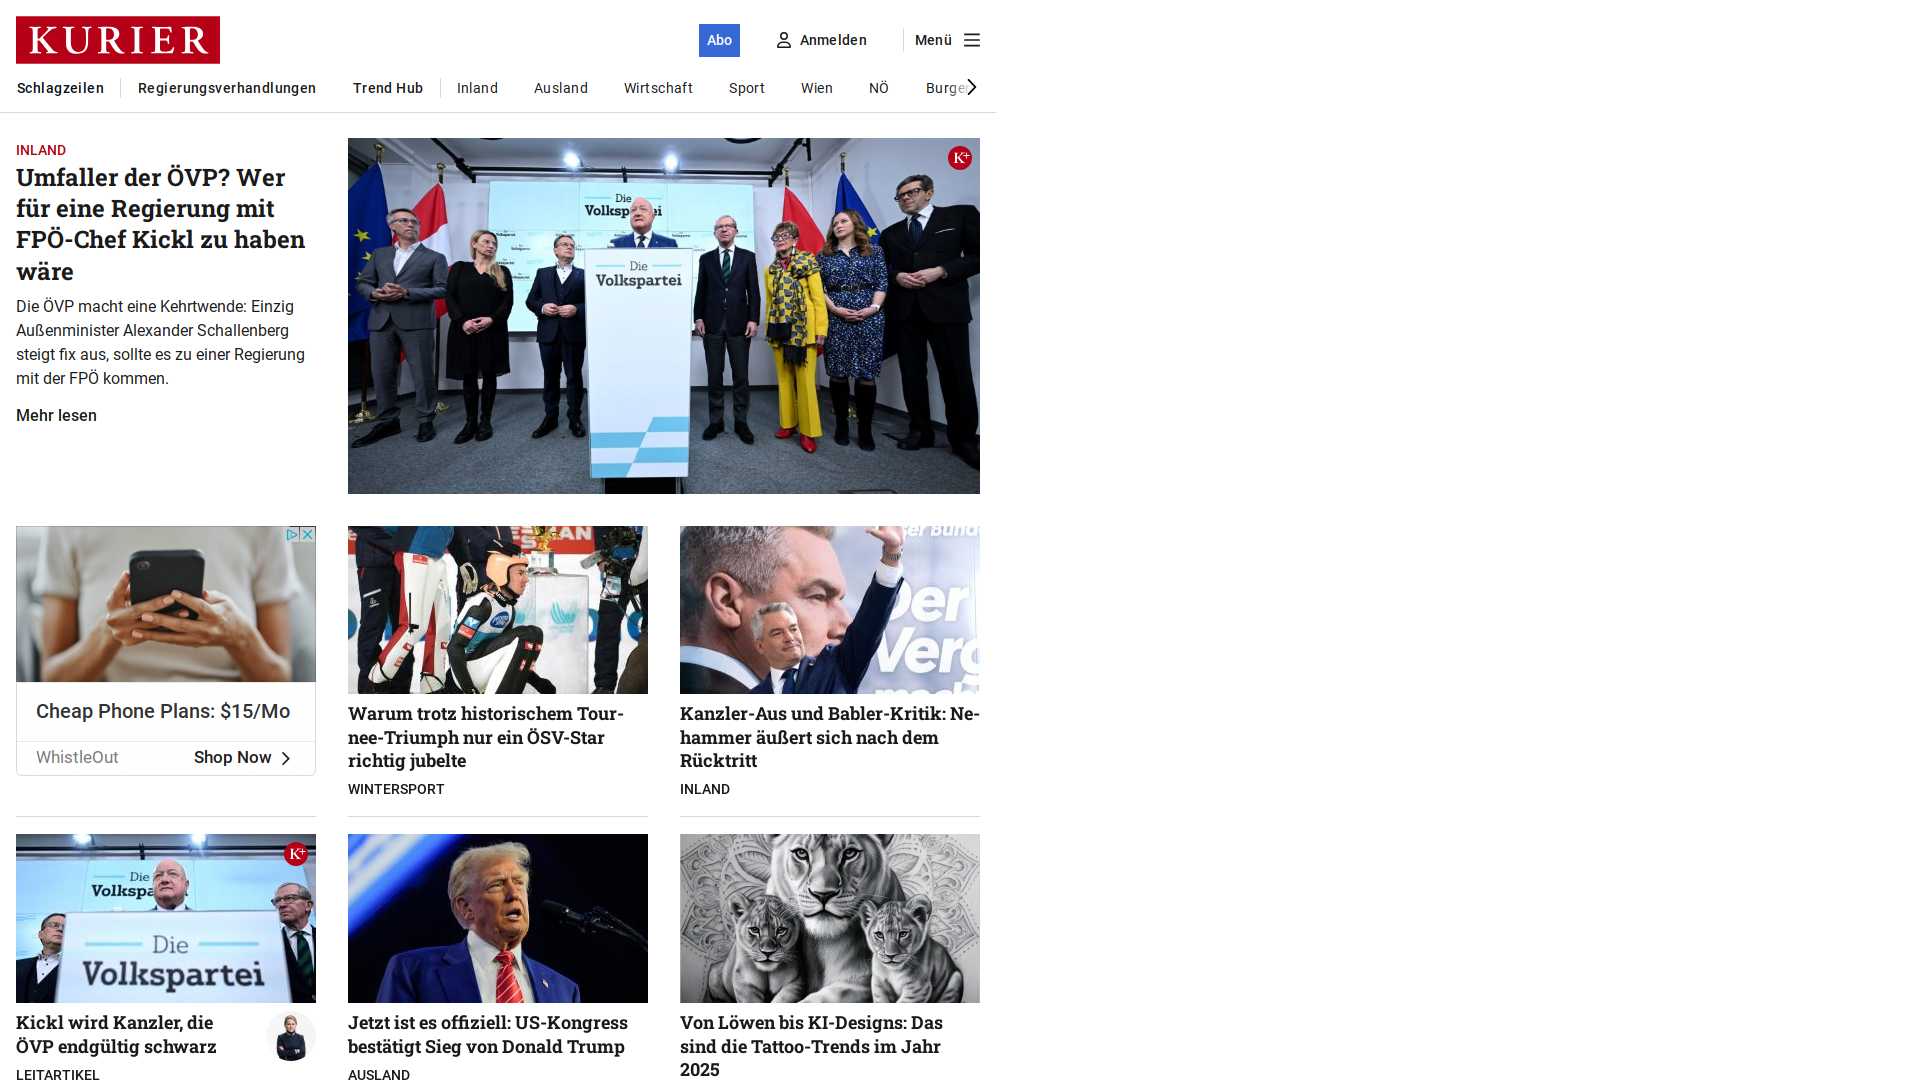 KURIER
Abo
Anmelden
Menü
Schlagzeilen
Regierungsverhandlungen
Trend Hub
Inland
Ausland
Wirtschaft
Sport
Wien
NÖ
INLAND
Umfaller der ÖVP? Wer
für eine Regierung mit
FPÖ-Chef Kickl zu haben
wäre
Die ÖVP macht eine Kehrtwende: Einzig
Außenminister Alexander Schallenberg
steigt fix aus, sollte es zu einer Regierung
mit der FPÖ kommen.
Mehr lesen
K+
Die
Volkspartei
Die
Volkspartei
Cheap Phone Plans: $15/Mo
WhistleOut
Shop Now
Warum trotz historischem Tour-
nee-Triumph nur ein ÖSV-Star
richtig jubelte
WINTERSPORT
Der
Kanzler-Aus und Babler-Kritik: Ne-
hammer äußert sich nach dem
Rücktritt
INLAND
K+
Die
Volkspartei
Kickl wird Kanzler, die
ÖVP endgültig schwarz
LEITARTIKEL
Jetzt ist es offiziell: US-Kongress
bestätigt Sieg von Donald Trump
AUSLAND
Von Löwen bis KI-Designs: Das
sind die Tattoo-Trends im Jahr
2025